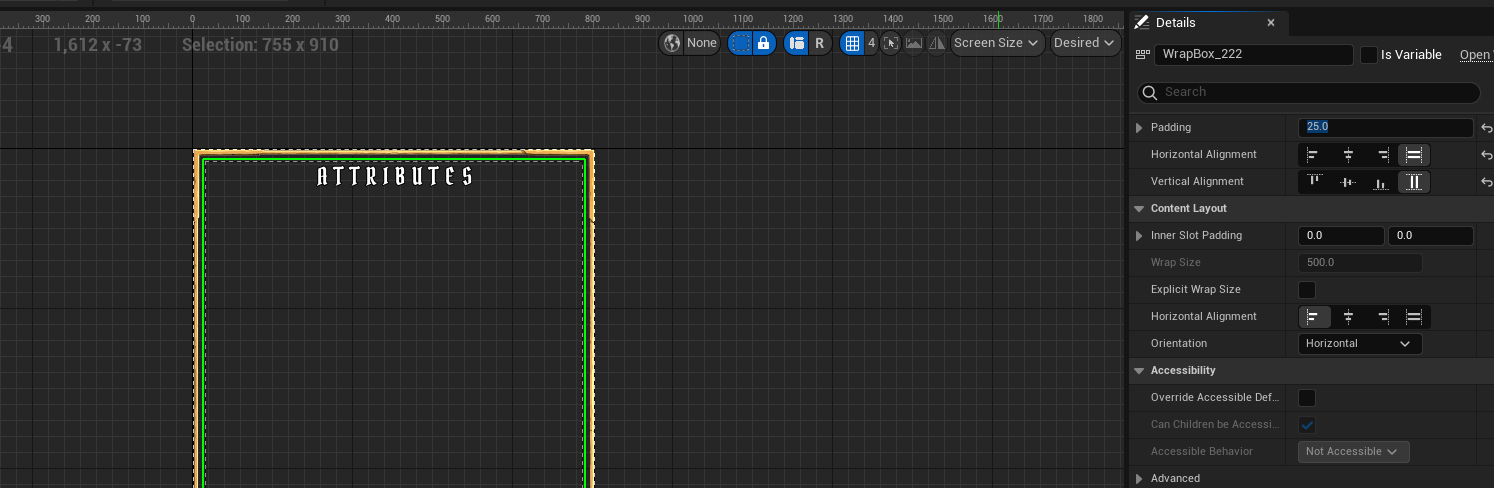 300 200 100 0 100 200 300 400 500 600 700 800 900 1000 1100 1200 1300 1400 1500 1600 1700 1800
4 1,612 x -73 Selection: 755 x 910
None R 4 Screen Size Desired
ATTRIBUTES
Details
WrapBox_222 Is Variable Open
Search
Padding 25.0
Horizontal Alignment
Vertical Alignment
Content Layout
Inner Slot Padding 0.0 0.0
Wrap Size 500.0
Explicit Wrap Size
Horizontal Alignment
Orientation Horizontal
Accessibility
Override Accessible Def...
Can Children be Accessi...
Accessible Behavior Not Accessible
Advanced